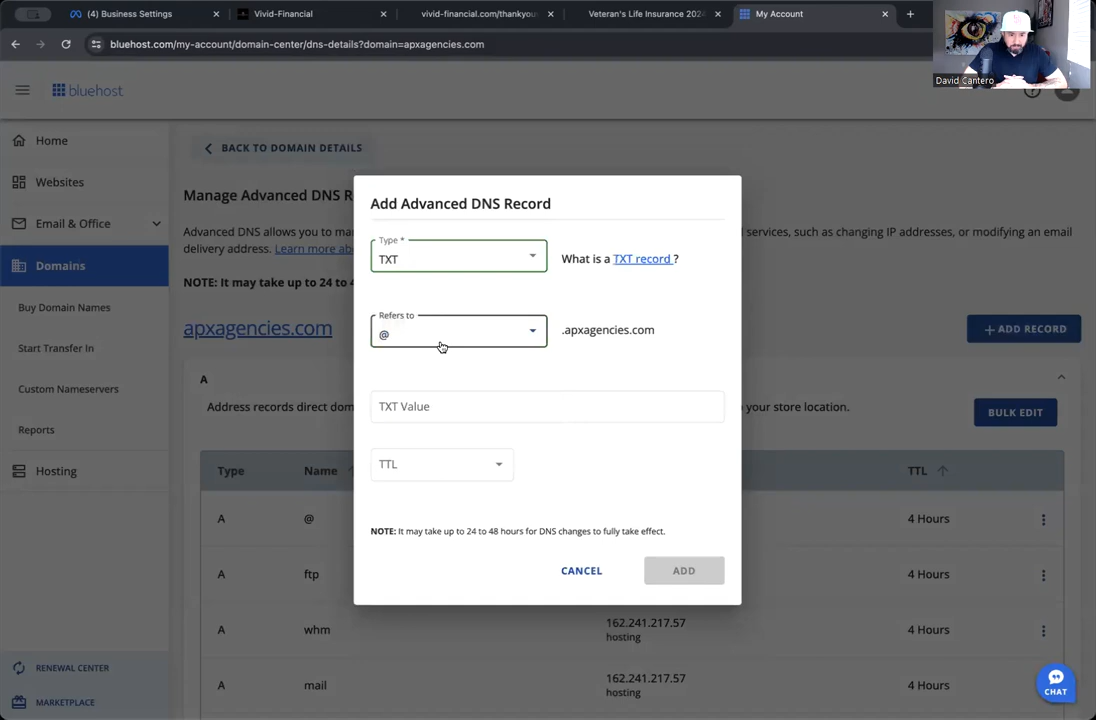 (4) Business Settings
Vivid-Financial
vivid-financial.com/thankyou
Veteran's Life Insurance 2024
My Account
bluehost.com/my-account/domain-center/dns-details?domain=apxagencies.com
David Cantero
bluehost
Home
Websites
Email & Office
Domains
Buy Domain Names
Start Transfer In
Custom Nameservers
Reports
Hosting
RENEWAL CENTER
MARKETPLACE
BACK TO DOMAIN DETAILS
Manage Advanced DNS R
Advanced DNS allows you to ma
services, such as changing IP addresses, or modifying an email
delivery address. Learn more ab
NOTE: It may take up to 24 to 4
apxagencies.com
+ ADD RECORD
A
Address records direct dom
your store location.
BULK EDIT
Type
Name
TTL
A
@
4 Hours
A
ftp
4 Hours
A
whm
162.241.217.57
hosting
4 Hours
A
mail
162.241.217.57
hosting
4 Hours
Add Advanced DNS Record
Type *
TXT
What is a TXT record ?
Refers to
@
.apxagencies.com
TXT Value
TTL
NOTE: It may take up to 24 to 48 hours for DNS changes to fully take effect.
CANCEL
ADD
CHAT